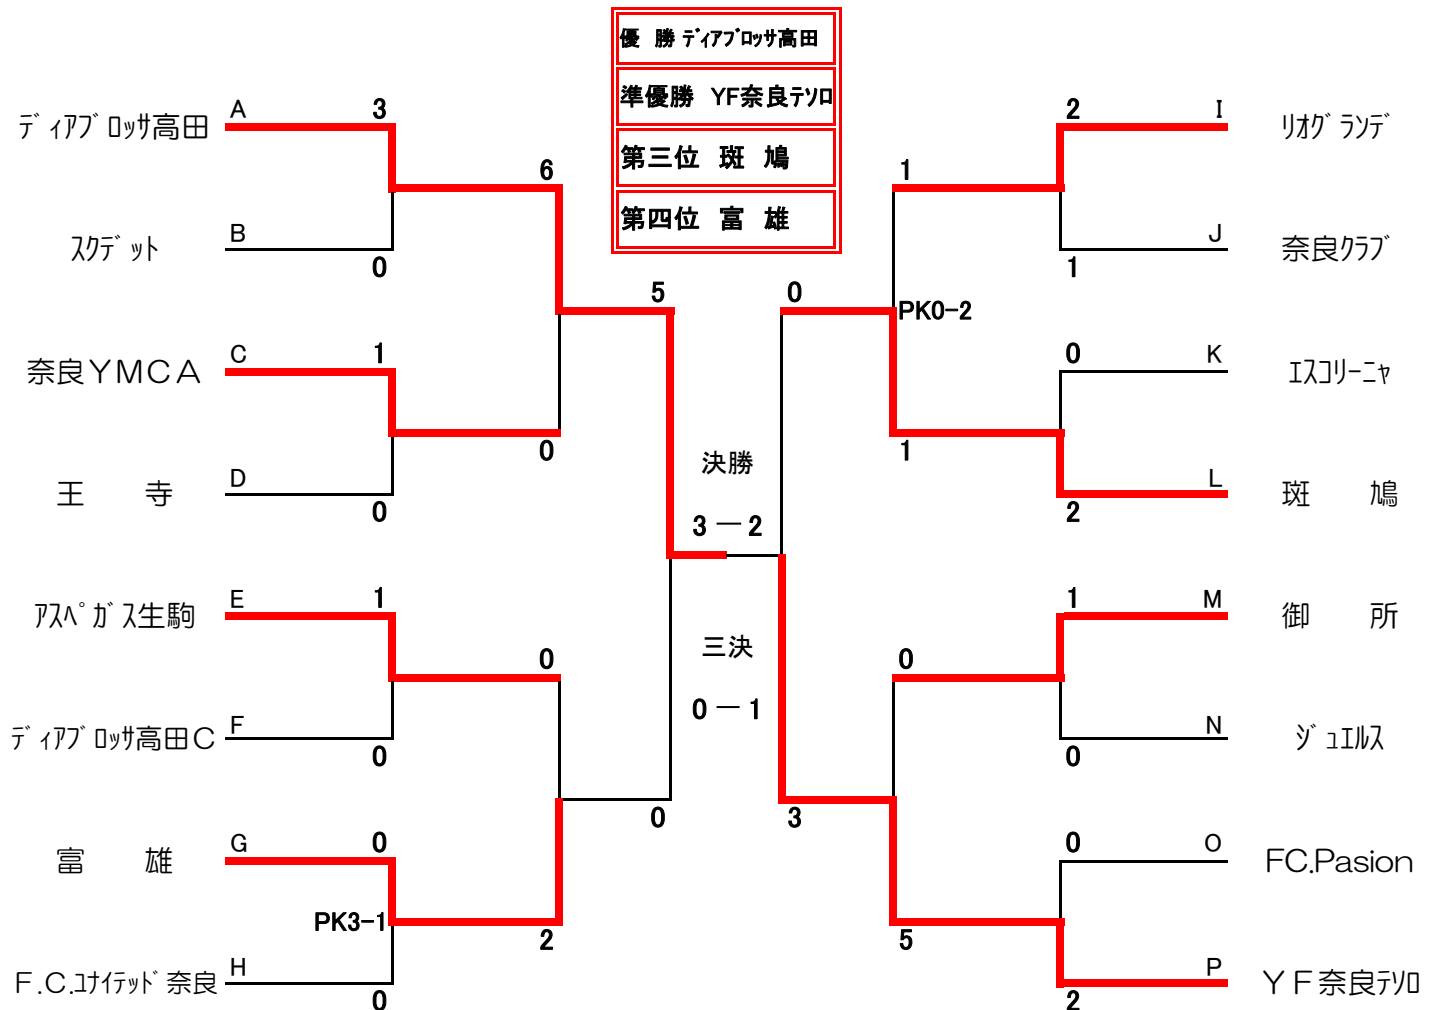 優　勝 ﾃﾞｨｱﾌﾞﾛｯｻ高田
準優勝　YF奈良ﾃｿﾛ
第三位　斑　鳩
第四位　富　雄
ﾃﾞｨｱﾌﾞﾛｯｻ高田
A
3
ｽｸﾃﾞｯﾄ
B
0
6
奈良ＹＭＣＡ
C
1
王　　寺
D
0
0
5
ｱｽﾍﾟｶﾞｽ生駒
E
1
ﾃﾞｨｱﾌﾞﾛｯｻ高田Ｃ
F
0
0
富　　雄
G
0
PK3-1
Ｆ.Ｃ.ﾕﾅｲﾃｯﾄﾞ奈良
H
0
2
0
決勝
3 － 2
三決
0 － 1
2
I
ﾘｵｸﾞﾗﾝﾃﾞ
1
J
奈良ｸﾗﾌﾞ
1
0
PK0-2
0
K
ｴｽｺﾘｰﾆｬ
1
2
L
斑　　鳩
1
M
御　　所
0
0
N
ｼﾞｭｴﾙｽ
3
0
O
FC.Pasion
5
2
P
ＹＦ奈良ﾃｿﾛ